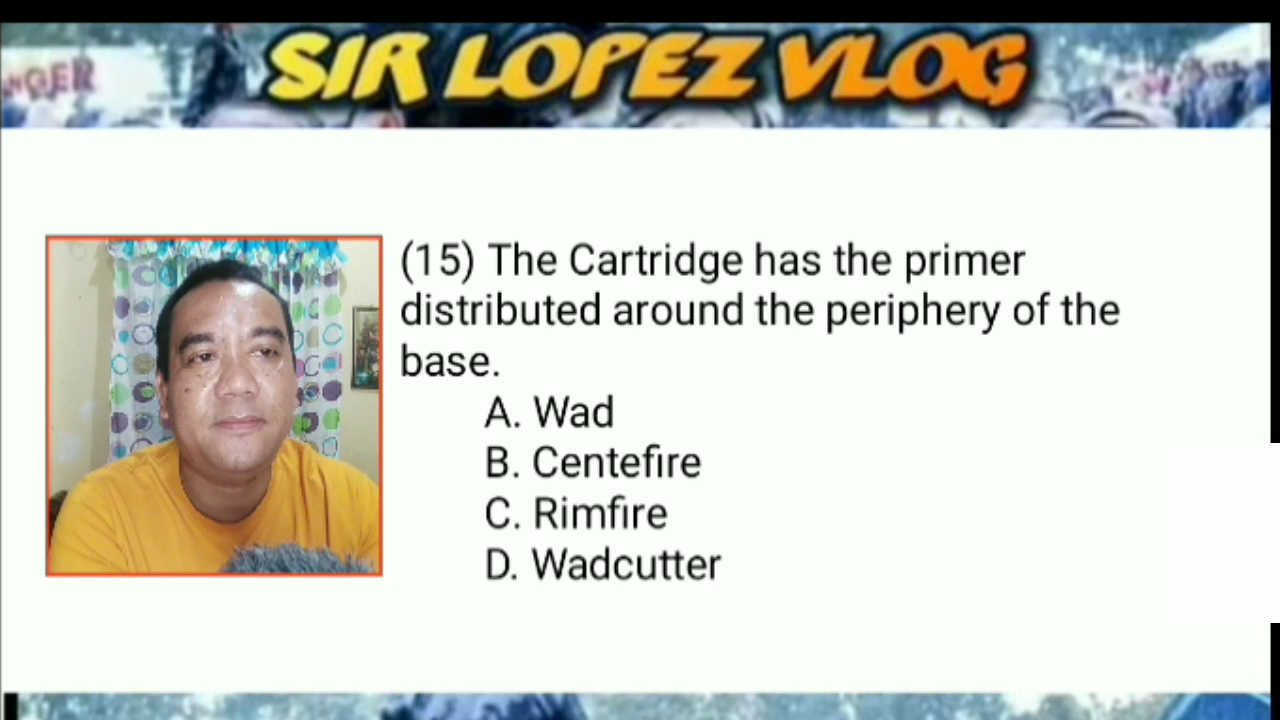 NGER
SIR LOPEZ VLOG
(15) The Cartridge has the primer
distributed around the periphery of the
base.
A. Wad
B. Centefire
C. Rimfire
D. Wadcutter